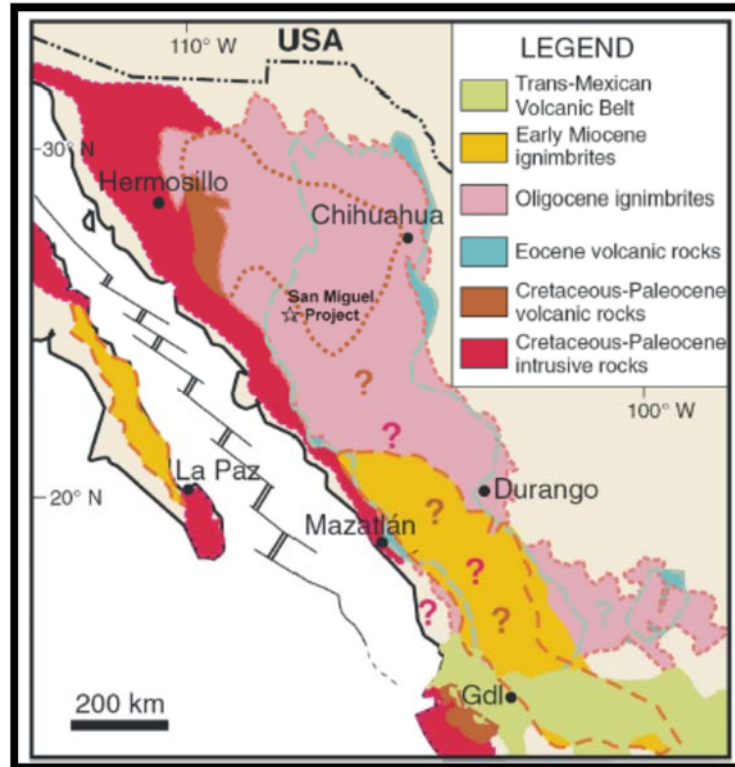 110° W
USA
LEGEND
Trans-Mexican
Volcanic Belt
Early Miocene
ignimbrites
Oligocene ignimbrites
Eocene volcanic rocks
Cretaceous-Paleocene
volcanic rocks
Cretaceous-Paleocene
intrusive rocks
30° N
Hermosillo
Chihuahua
San Miguel
Project
?
?
100° W
La Paz
20° N
Durango
?
Mazatlán
?
?
?
?
Gdl
200 km